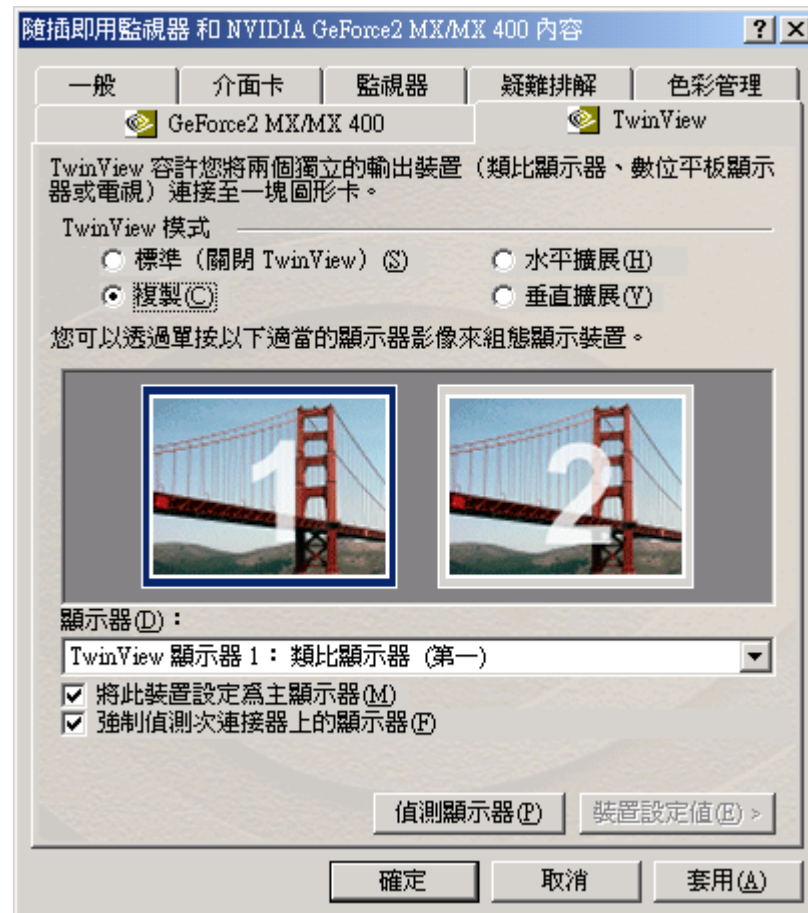 隨插即用監視器 和 NVIDIA GeForce2 MX/MX 400 內容
一般 介面卡 監視器 疑難排解 色彩管理
GeForce2 MX/MX 400 TwinView
TwinView 容許您將兩個獨立的輸出裝置（類比顯示器、數位平板顯示
器或電視）連接至一塊圖形卡。
TwinView 模式
標準（關閉 TwinView）(S) 水平擴展(H)
複製(C) 垂直擴展(V)
您可以透過單按以下適當的顯示器影像來組態顯示裝置。
1 2
顯示器(D)：
TwinView 顯示器 1： 類比顯示器 (第一)
將此裝置設定為主顯示器(M)
強制偵測次連接器上的顯示器(F)
偵測顯示器(P) 裝置設定值(E) >
確定 取消 套用(A)